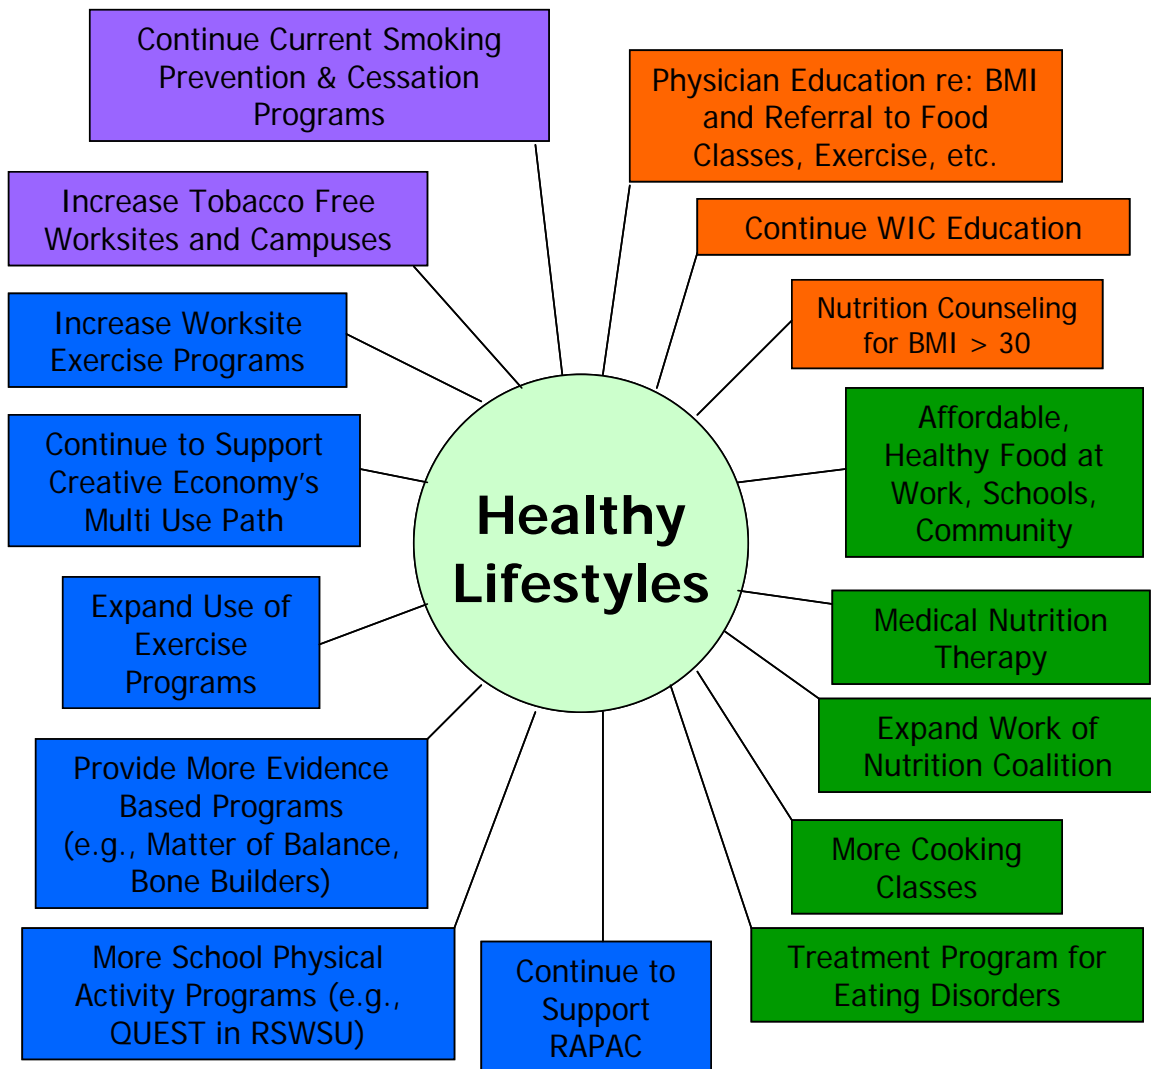 Continue Current Smoking
Prevention & Cessation
Programs
Physician Education re: BMI
and Referral to Food
Classes, Exercise, etc.
Increase Tobacco Free
Worksites and Campuses
Continue WIC Education
Increase Worksite
Exercise Programs
Nutrition Counseling
for BMI > 30
Continue to Support
Creative Economy's
Multi Use Path
Affordable,
Healthy Food at
Work, Schools,
Community
Healthy
Lifestyles
Expand Use of
Exercise
Programs
Medical Nutrition
Therapy
Expand Work of
Nutrition Coalition
Provide More Evidence
Based Programs
(e.g., Matter of Balance,
Bone Builders)
More Cooking
Classes
More School Physical
Activity Programs (e.g.,
QUEST in RSWSU)
Continue to
Support
RAPAC
Treatment Program for
Eating Disorders